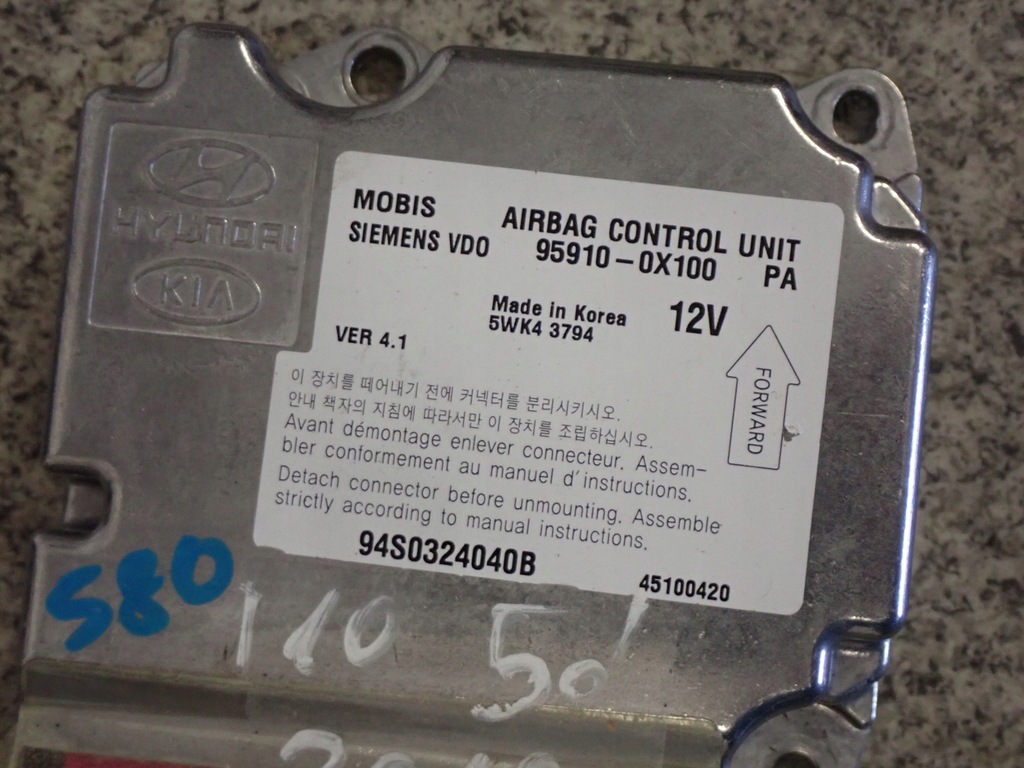 HYUNDAI
KIA
MOBIS AIRBAG CONTROL UNIT
SIEMENS VDO 95910-0X100 PA
Made in Korea 12V
5WK4 3794
VER 4.1
FORWARD
이 장치를 떼어내기 전에 커넥터를 분리시키시오.
안내 책자의 지침에 따라서만 이 장치를 조립하십시오.
Avant démontage enlever connecteur. Assem-
bler conformement au manuel d'instructions.
Detach connector before unmounting. Assemble
strictly according to manual instructions.
94S0324040B
45100420
S80
i10 50